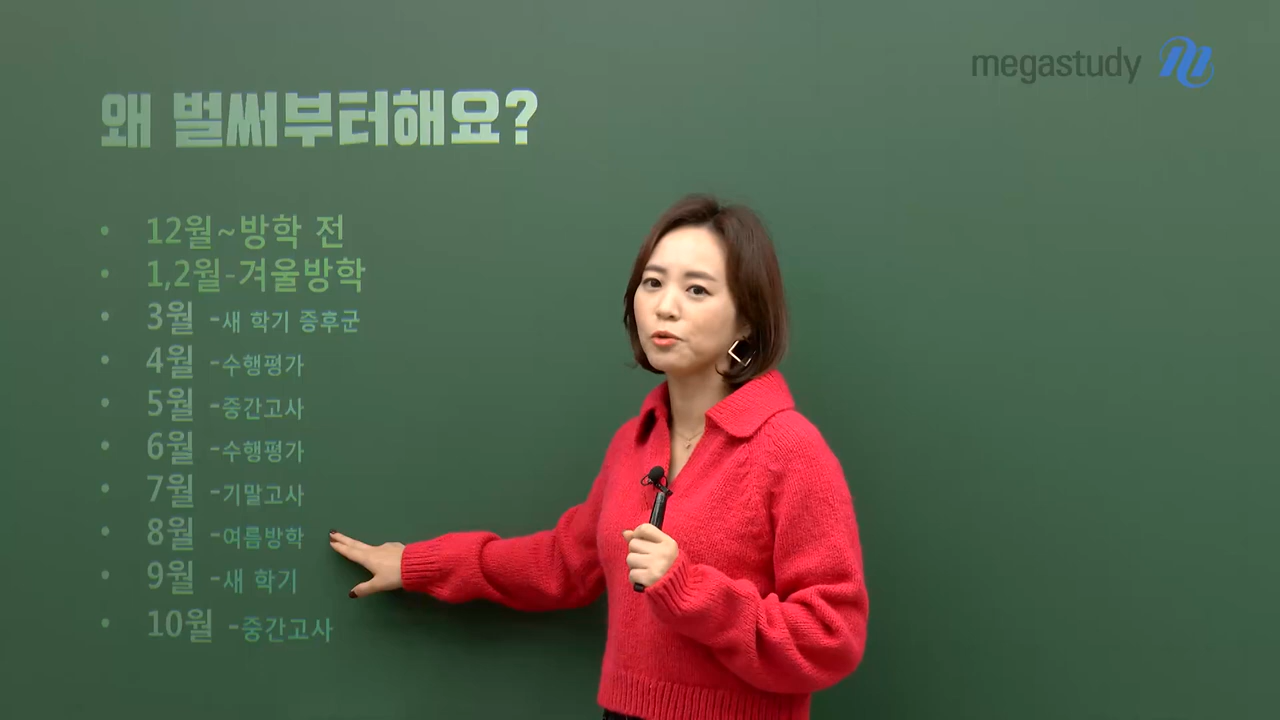 megastudy
왜 벌써부터해요?
• 12월~방학 전
• 1,2월-겨울방학
• 3월 -새 학기 증후군
• 4월 -수행평가
• 5월 -중간고사
• 6월 -수행평가
• 7월 -기말고사
• 8월 -여름방학
• 9월 -새 학기
• 10월 -중간고사